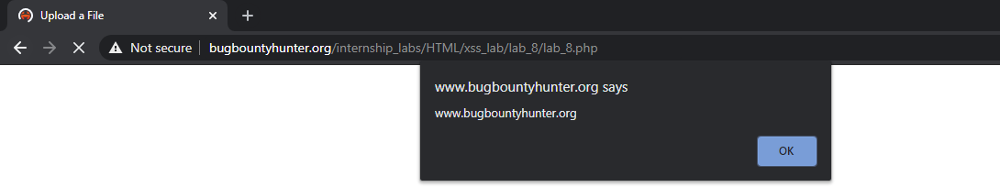 Upload a File
Not secure
bugbountyhunter.org/internship_labs/HTML/xss_lab/lab_8/lab_8.php
www.bugbountyhunter.org says
www.bugbountyhunter.org
OK